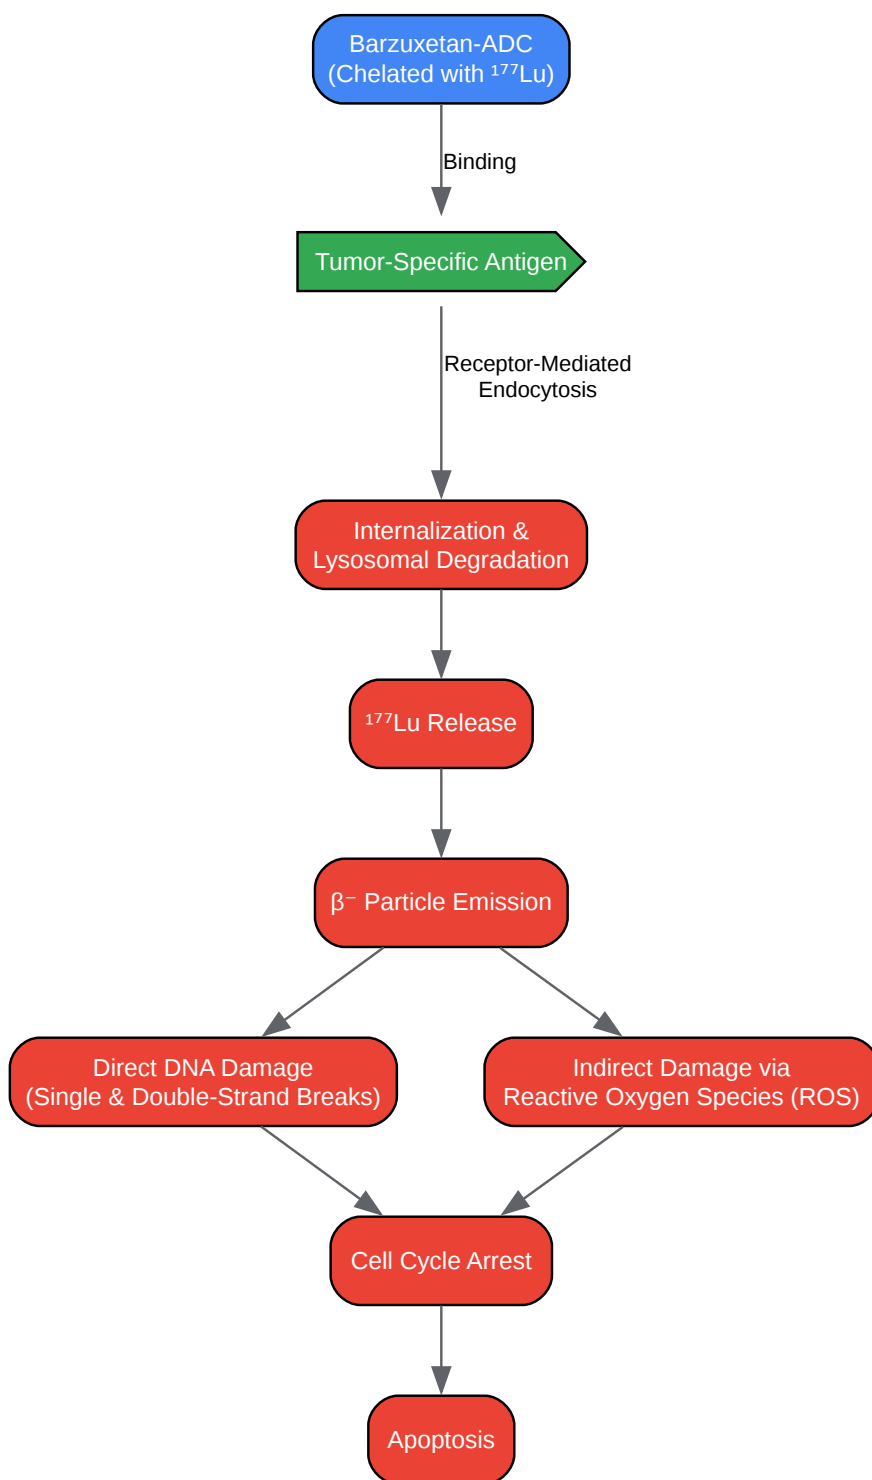 Barzuxetan-ADC
(Chelated with ¹⁷⁷Lu)
Binding
Tumor-Specific Antigen
Receptor-Mediated
Endocytosis
Internalization &
Lysosomal Degradation
¹⁷⁷Lu Release
β⁻ Particle Emission
Direct DNA Damage
(Single & Double-Strand Breaks)
Indirect Damage via
Reactive Oxygen Species (ROS)
Cell Cycle Arrest
Apoptosis